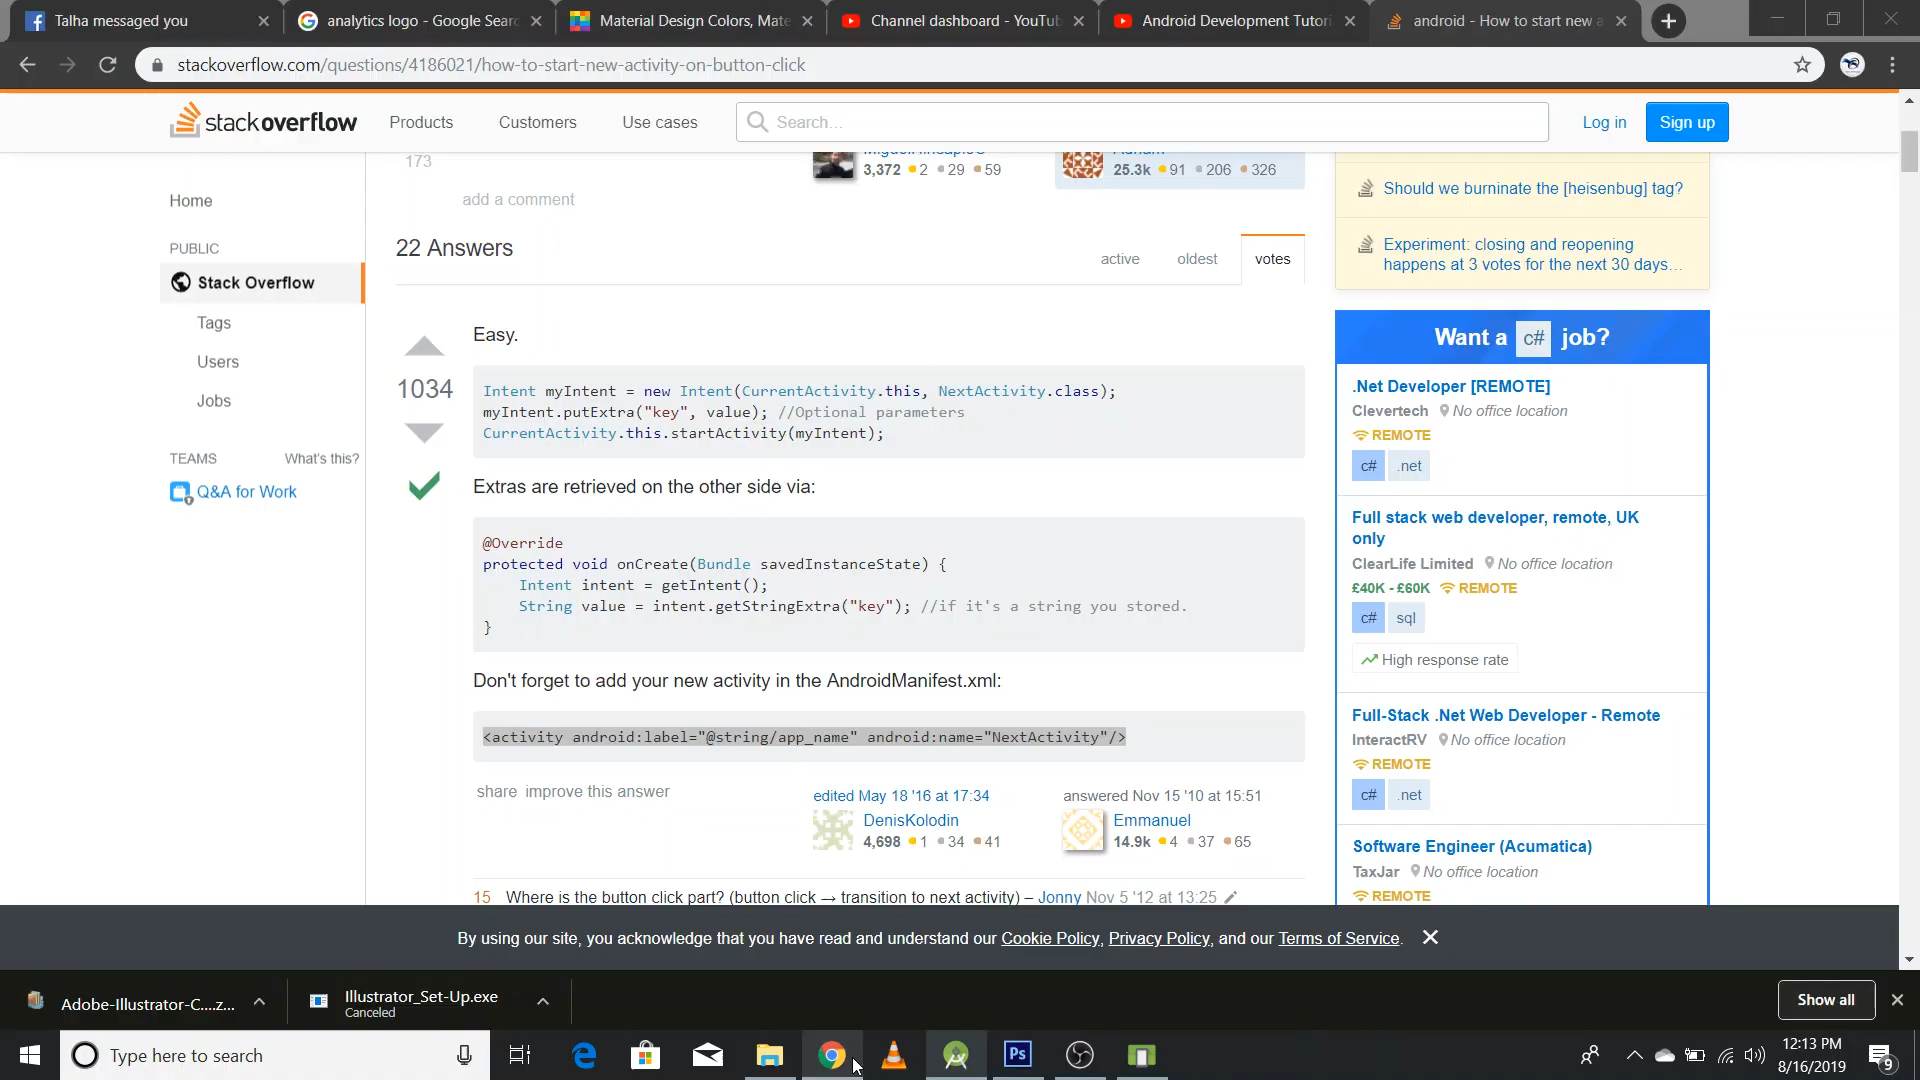 Talha messaged you
analytics logo - Google Searc
Material Design Colors, Mate
Channel dashboard - YouTub
Android Development Tutori
android - How to start new a
stackoverflow.com/questions/4186021/how-to-start-new-activity-on-button-click
stackoverflow
Products
Customers
Use cases
Search...
Log in
Sign up
173
3,372 2 29 59
25.3k 91 206 326
add a comment
Home
PUBLIC
Stack Overflow
Tags
Users
Jobs
TEAMS
What's this?
Q&A for Work
22 Answers
active
oldest
votes
1034
Easy.
Intent myIntent = new Intent(CurrentActivity.this, NextActivity.class);
myIntent.putExtra("key", value); //Optional parameters
CurrentActivity.this.startActivity(myIntent);
Extras are retrieved on the other side via:
@Override
protected void onCreate(Bundle savedInstanceState) {
Intent intent = getIntent();
String value = intent.getStringExtra("key"); //if it's a string you stored.
}
Don't forget to add your new activity in the AndroidManifest.xml:
<activity android:label="@string/app_name" android:name="NextActivity"/>
share improve this answer
edited May 18 '16 at 17:34
DenisKolodin
4,698 1 34 41
answered Nov 15 '10 at 15:51
Emmanuel
14.9k 4 37 65
15 Where is the button click part? (button click → transition to next activity) – Jonny Nov 5 '12 at 13:25
Should we burninate the [heisenbug] tag?
Experiment: closing and reopening
happens at 3 votes for the next 30 days…
Want a c# job?
.Net Developer [REMOTE]
Clevertech No office location
REMOTE
c# .net
Full stack web developer, remote, UK
only
ClearLife Limited No office location
£40K - £60K REMOTE
c# sql
High response rate
Full-Stack .Net Web Developer - Remote
InteractRV No office location
REMOTE
c# .net
Software Engineer (Acumatica)
TaxJar No office location
REMOTE
By using our site, you acknowledge that you have read and understand our Cookie Policy, Privacy Policy, and our Terms of Service.
Adobe-Illustrator-C....z...
Illustrator_Set-Up.exe
Canceled
Show all
Type here to search
Ps
12:13 PM
8/16/2019
9